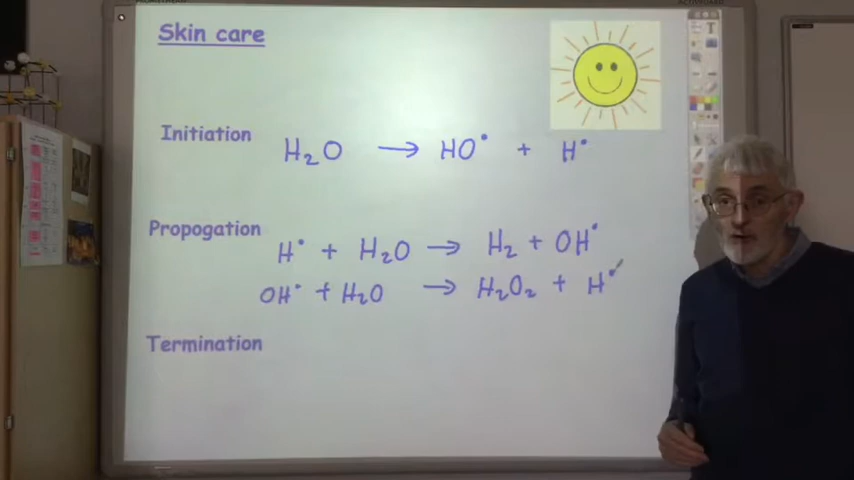 Skin care
Initiation H₂O → HO• + H•
Propogation
H• + H₂O → H₂ + OH•
OH• + H₂O → H₂O₂ + H•
Termination